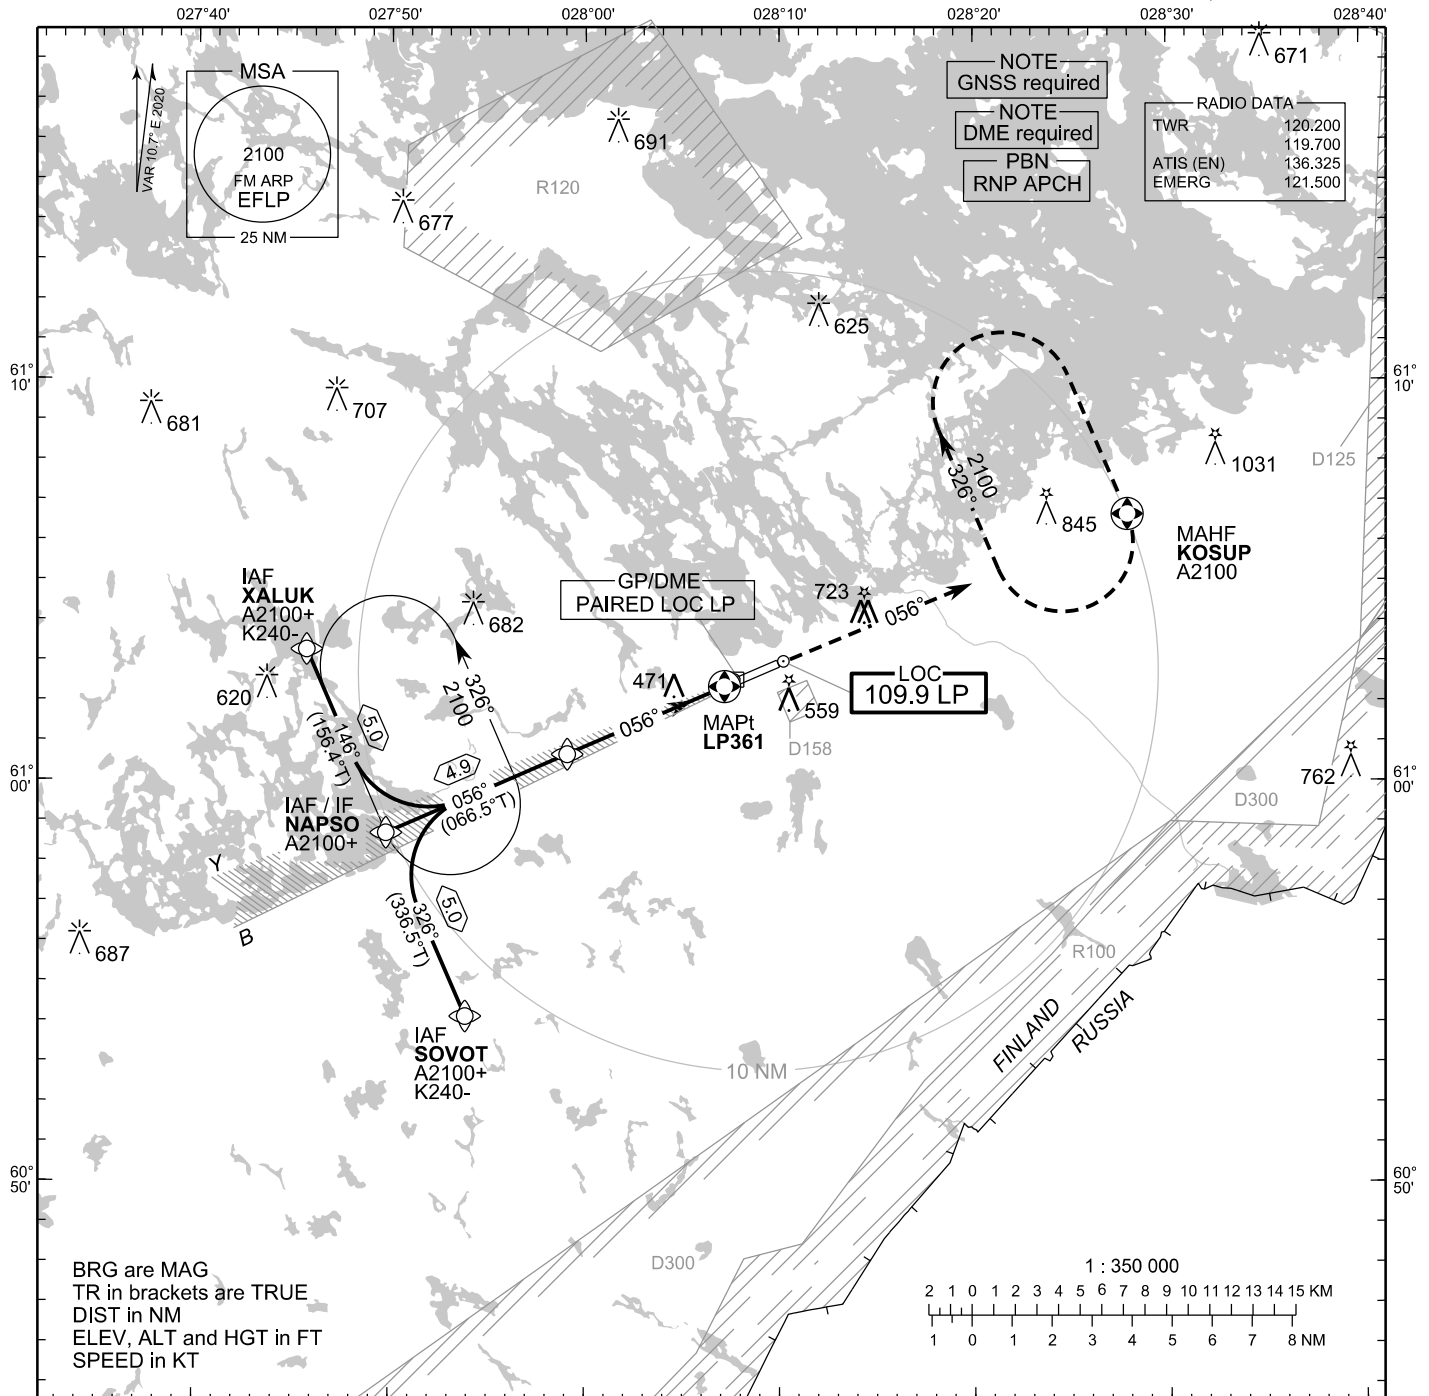 027°40'
027°50'
028°00'
028°10'
028°20'
028°30'
028°40'
VAR 10.7° E 2020
MSA
2100
FM ARP
EFLP
25 NM
NOTE
GNSS required
NOTE
DME required
PBN
RNP APCH
RADIO DATA
TWR 120.200
119.700
ATIS (EN) 136.325
EMERG 121.500
671
691
R120
677
625
61°
10'
61°
10'
681
707
1031
D125
2100
326°
845
MAHF
KOSUP
A2100
IAF
XALUK
A2100+
K240-
GP/DME
PAIRED LOC LP
682
723
056°
620
471
326°
2100
056°
MAPt
LP361
559
D158
LOC
109.9 LP
5.0
146°
(156.4°T)
4.9
056°
(066.5°T)
61°
00'
61°
00'
762
D300
IAF / IF
NAPSO
A2100+
Y
B
687
5.0
326°
(336.5°T)
R100
IAF
SOVOT
A2100+
K240-
10 NM
FINLAND
RUSSIA
60°
50'
60°
50'
D300
BRG are MAG
TR in brackets are TRUE
DIST in NM
ELEV, ALT and HGT in FT
SPEED in KT
1 : 350 000
2 1 0 1 2 3 4 5 6 7 8 9 10 11 12 13 14 15 KM
1 0 1 2 3 4 5 6 7 8 NM